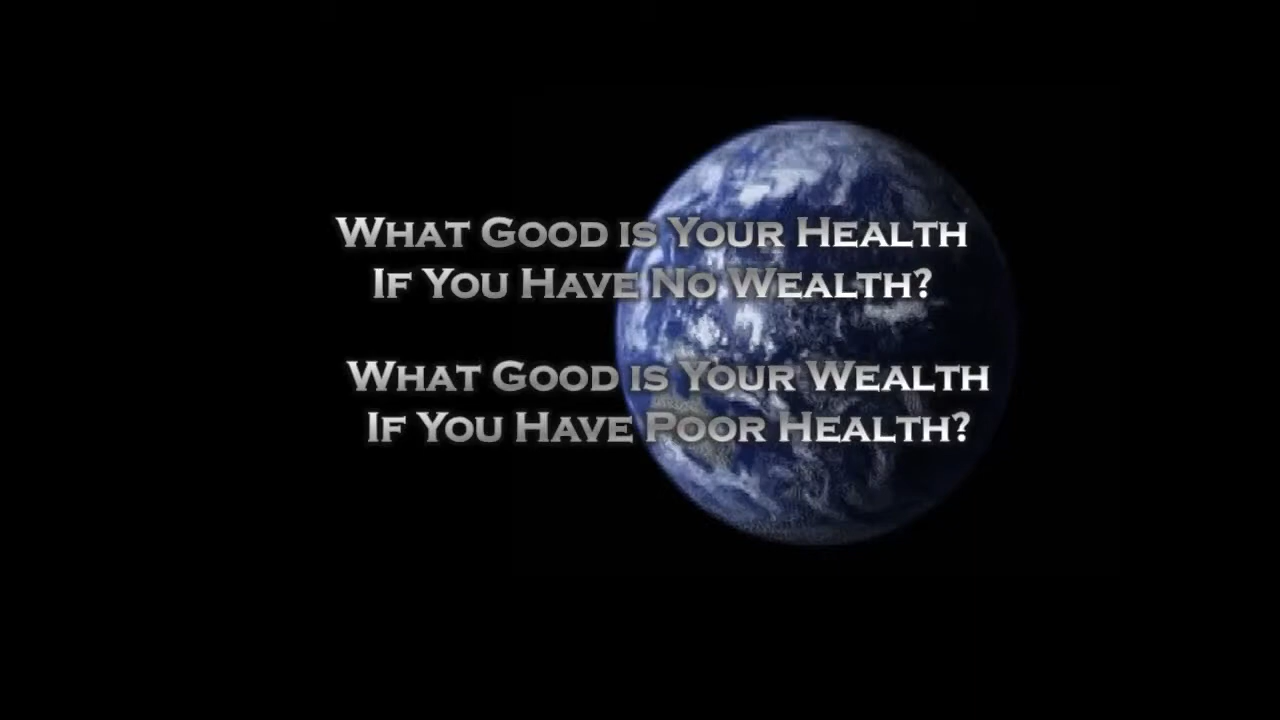 What Good is Your Health
If You Have No Wealth?
What Good is Your Wealth
If You Have Poor Health?